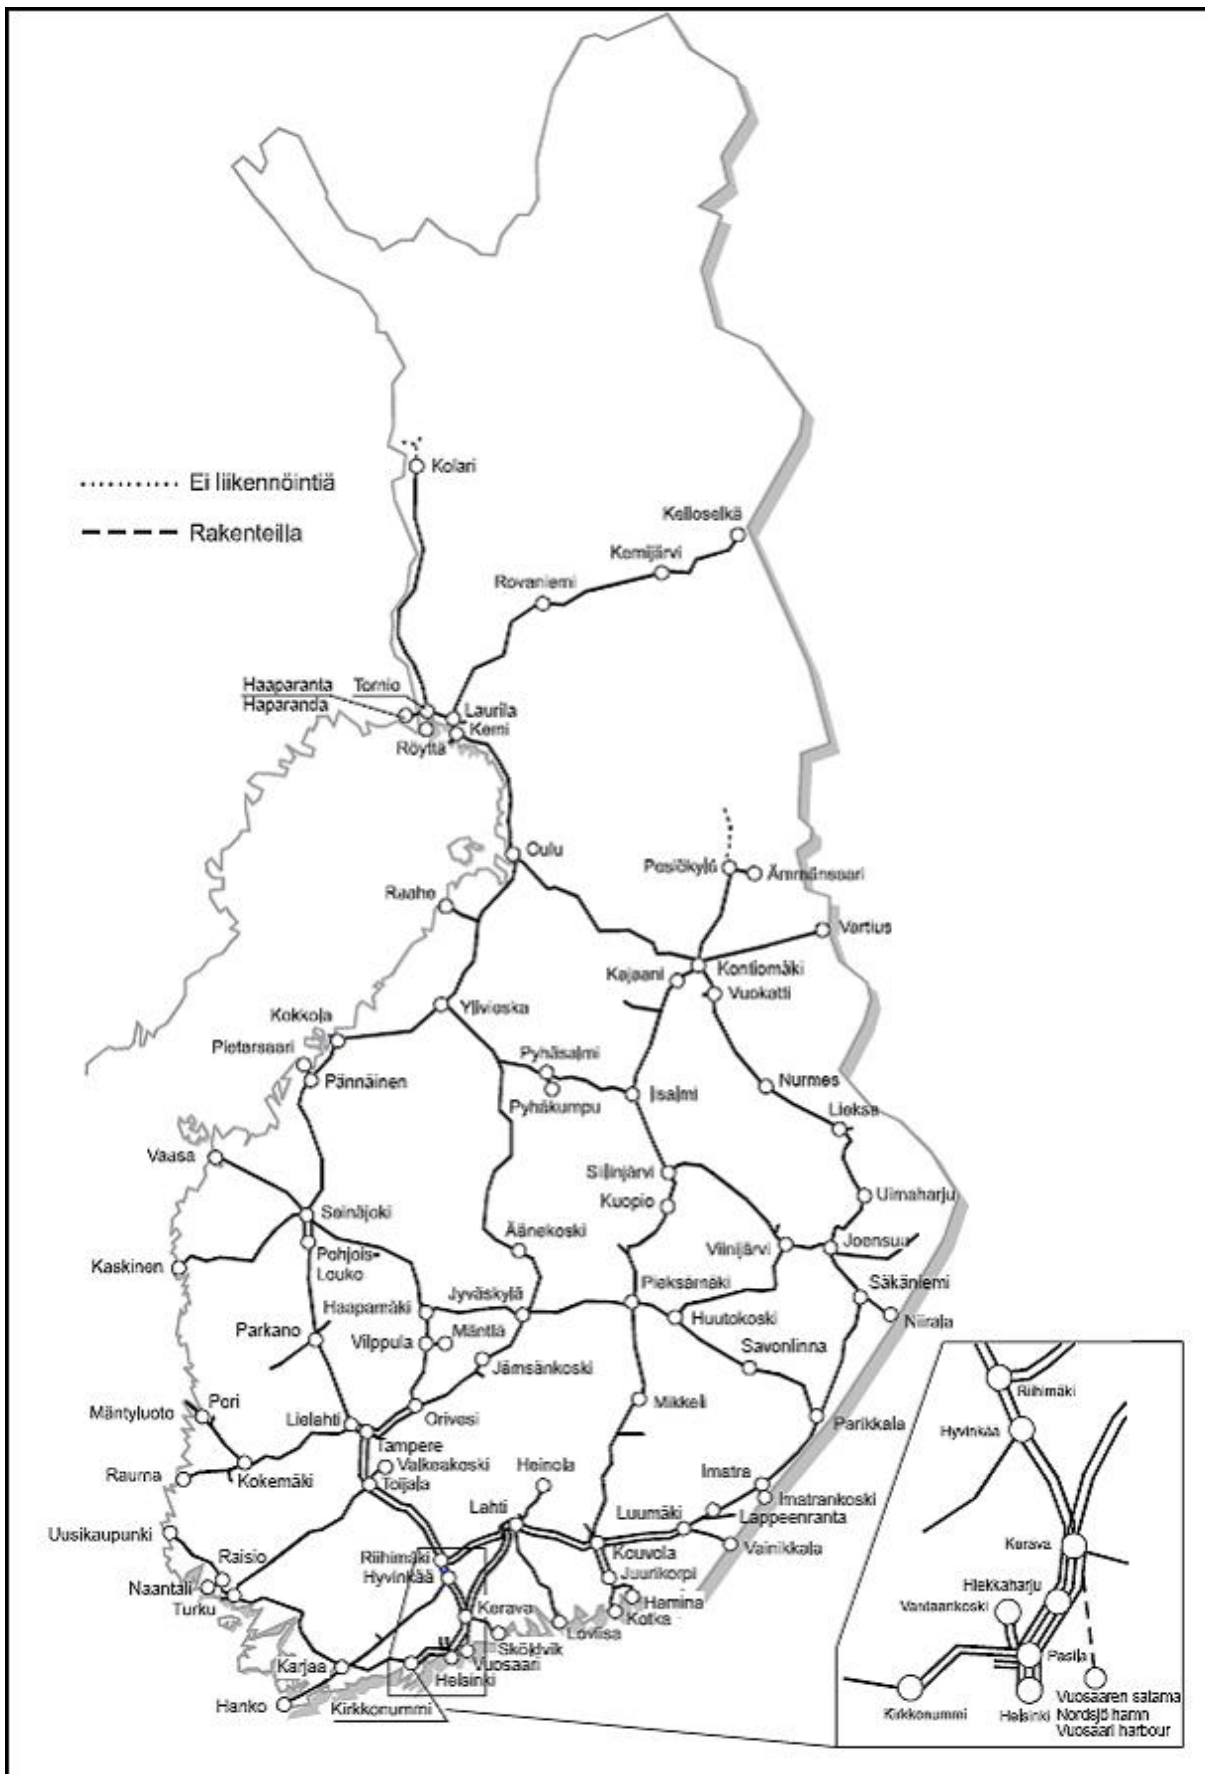 Kolari
Ei liikennöintiä
Kelloselkä
Rakenteilla
Kemijärvi
Rovaniemi
Haaparanta
Tornio
Haparanda
Laurila
Kemi
Röyttä
Oulu
Pesiökylä
Ämmänsaari
Raahe
Vartius
Kontiomäki
Kajaani
Vuokatti
Ylivieska
Kokkola
Pietarsaari
Pyhäsalmi
Pännäinen
Nurmes
Iisalmi
Pyhäkumpu
Lieksa
Vaasa
Siilinjärvi
Uimaharju
Kuopio
Seinäjoki
Äänekoski
Viinijärvi
Joensuu
Pohjois-
Louko
Kaskinen
Pieksämäki
Säkäniemi
Jyväskylä
Haapamäki
Huutokoski
Niirala
Mänttä
Parkano
Vilppula
Savonlinna
Jämsänkoski
Riihimäki
Mikkeli
Pori
Mäntyluoto
Lielahti
Orivesi
Parikkala
Hyvinkää
Tampere
Valkeakoski
Heinola
Rauma
Kokemäki
Toijala
Imatra
Imatrankoski
Lahti
Luumäki
Lappeenranta
Uusikaupunki
Kerava
Vainikkala
Kouvola
Riihimäki
Raisio
Hyvinkää
Juurikorpi
Naantali
Hiekkaharju
Turku
Hamina
Vantaankoski
Kerava
Kotka
Loviisa
Sköldvik
Pasila
Vuosaari
Karjaa
Helsinki
Hanko
Kirkkonummi
Kirkkonummi
Helsinki
Vuosaaren satama
Nordsjö hamn
Vuosaari harbour